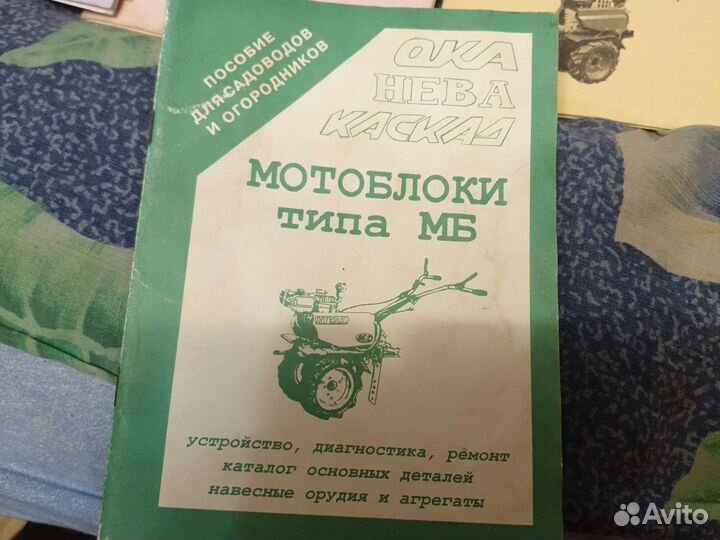 ПОСОБИЕ
ДЛЯ САДОВОДОВ
И ОГОРОДНИКОВ
ОКА
НЕВА
КАСКАД
МОТОБЛОКИ
типа МБ
устройство, диагностика, ремонт
каталог основных деталей
навесные орудия и агрегаты
Avito